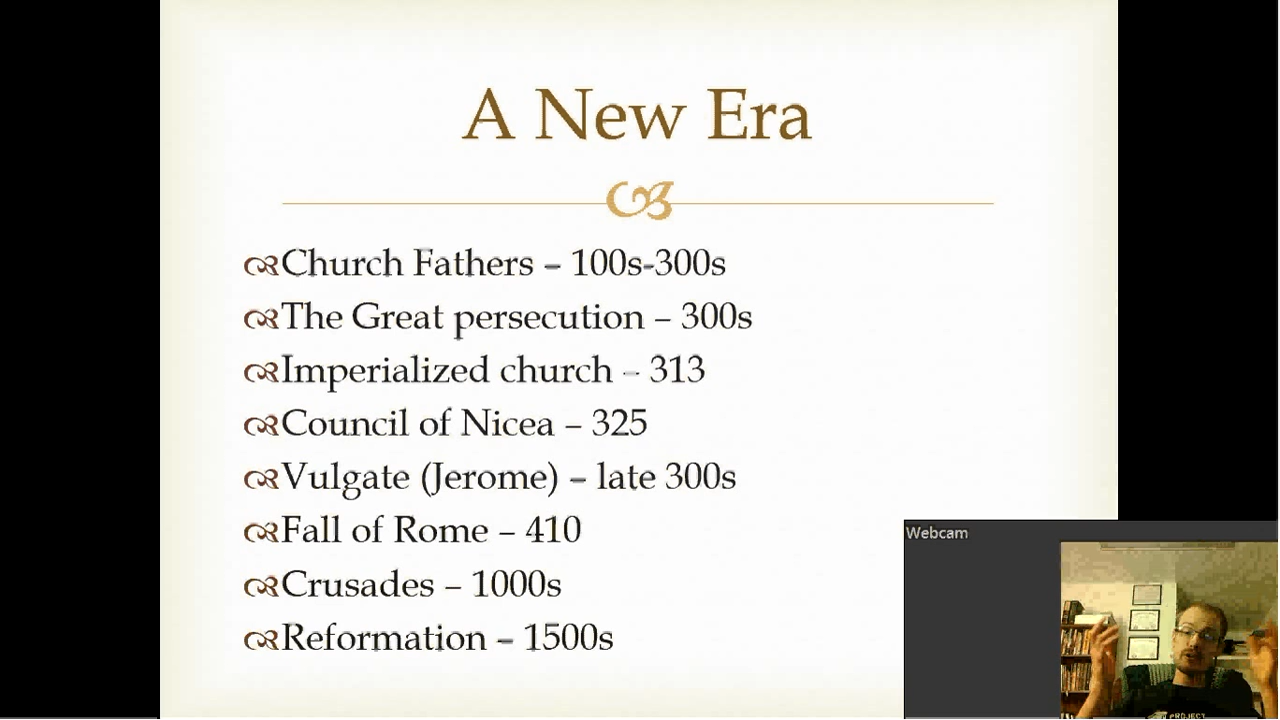 A New Era
Church Fathers – 100s-300s
The Great persecution – 300s
Imperialized church – 313
Council of Nicea – 325
Vulgate (Jerome) – late 300s
Fall of Rome – 410
Crusades – 1000s
Reformation – 1500s
Webcam
PROJECT